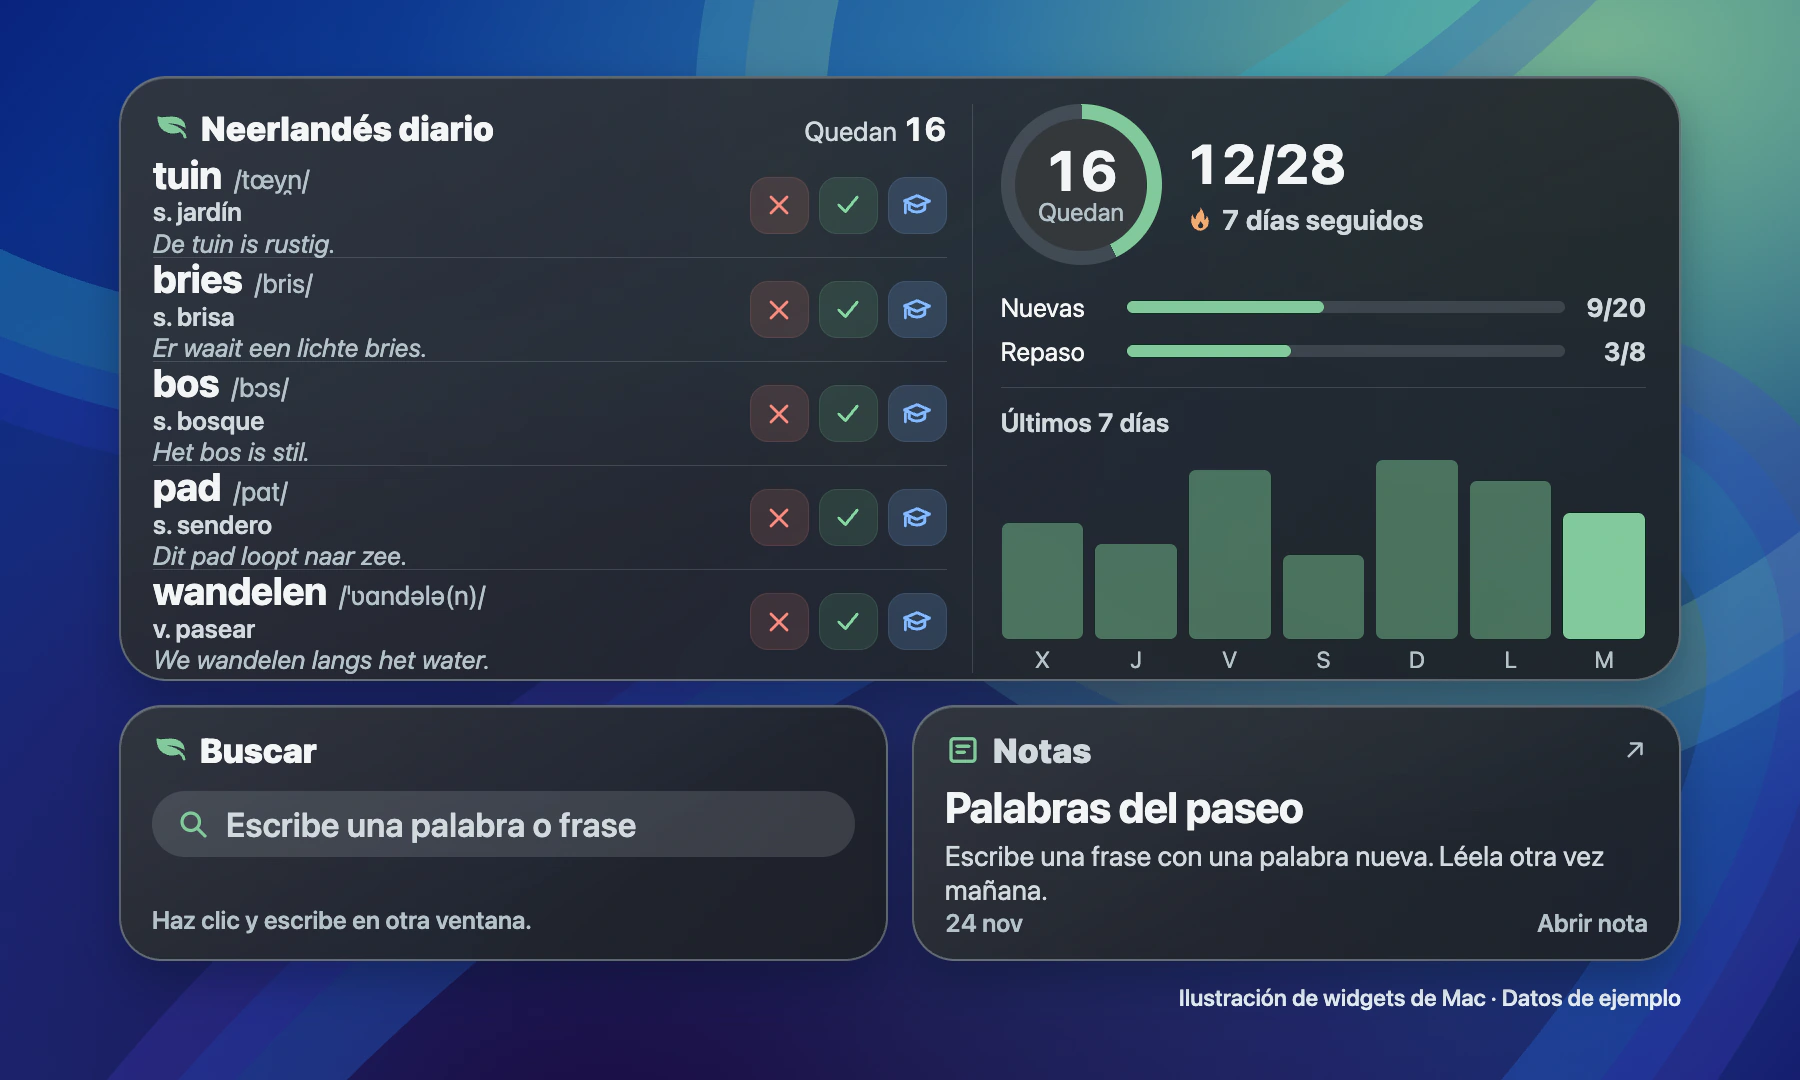 Neerlandés diario
Quedan 16
tuin /tœy̯n/
s. jardín
De tuin is rustig.
bries /bris/
s. brisa
Er waait een lichte bries.
bos /bɔs/
s. bosque
Het bos is stil.
pad /pɑt/
s. sendero
Dit pad loopt naar zee.
wandelen /ˈʋɑndələ(n)/
v. pasear
We wandelen langs het water.
16
Quedan
12/28
7 días seguidos
Nuevas 9/20
Repaso 3/8
Últimos 7 días
X J V S D L M
Buscar
Escribe una palabra o frase
Haz clic y escribe en otra ventana.
Notas
Palabras del paseo
Escribe una frase con una palabra nueva. Léela otra vez
mañana.
24 nov
Abrir nota
Ilustración de widgets de Mac · Datos de ejemplo